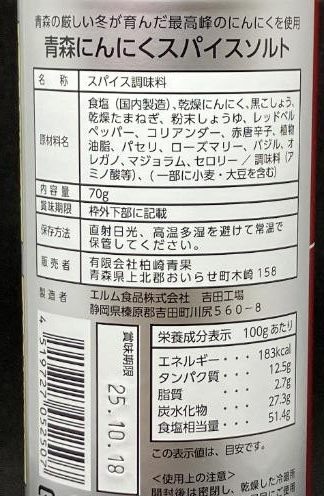 青森の厳しい冬が育んだ最高峰のにんにくを使用
青森にんにくスパイスソルト
名称 スパイス調味料
原材料名 食塩（国内製造）、乾燥にんにく、黒こしょう、
乾燥たまねぎ、粉末しょうゆ、レッドベル
ペッパー、コリアンダー、赤唐辛子、植物
油脂、パセリ、ローズマリー、バジル、オ
レガノ、マジョラム、セロリー／調味料（ア
ミノ酸等）、（一部に小麦・大豆を含む）
内容量 70g
賞味期限 枠外下部に記載
保存方法 直射日光、高温多湿を避けて常温で
保管してください。
販売者 有限会社柏崎青果
青森県上北郡おいらせ町木崎158
製造者 エルム食品株式会社 吉田工場
静岡県榛原郡吉田町川尻560-8
栄養成分表示 100gあたり
エネルギー・・・183kcal
タンパク質・・・12.5g
脂質・・・2.7g
炭水化物・・・27.3g
食塩相当量・・・51.4g
この表示値は、目安です。
賞味期限
25.10.18
4519727052507
＜使用上の注意＞
開封後は密閉し、乾燥した冷暗所